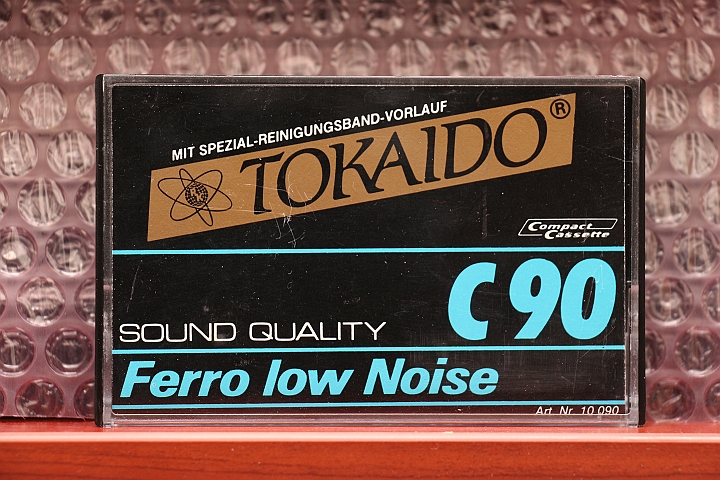 MIT SPEZIAL-REINIGUNGSBAND-VORLAUF
TOKAIDO®
Compact
Cassette
C 90
SOUND QUALITY
Ferro low Noise
Art. Nr. 10 090